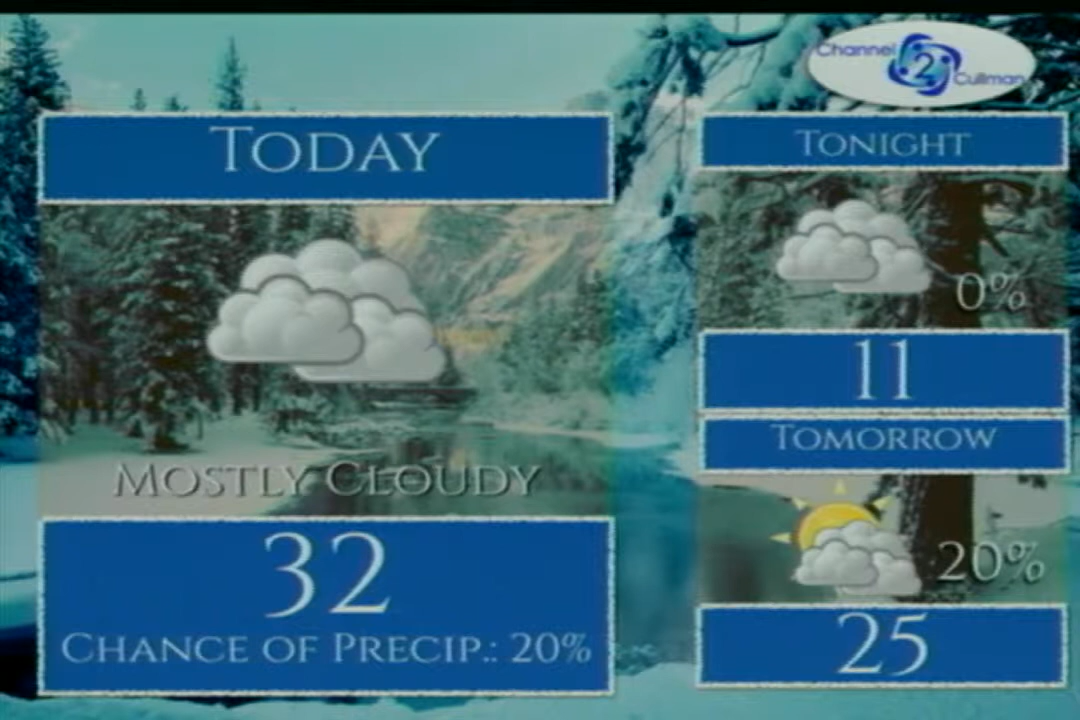 Channel 2 Cullman
TODAY
MOSTLY CLOUDY
32
CHANCE OF PRECIP.: 20%
TONIGHT
0%
11
TOMORROW
20%
25